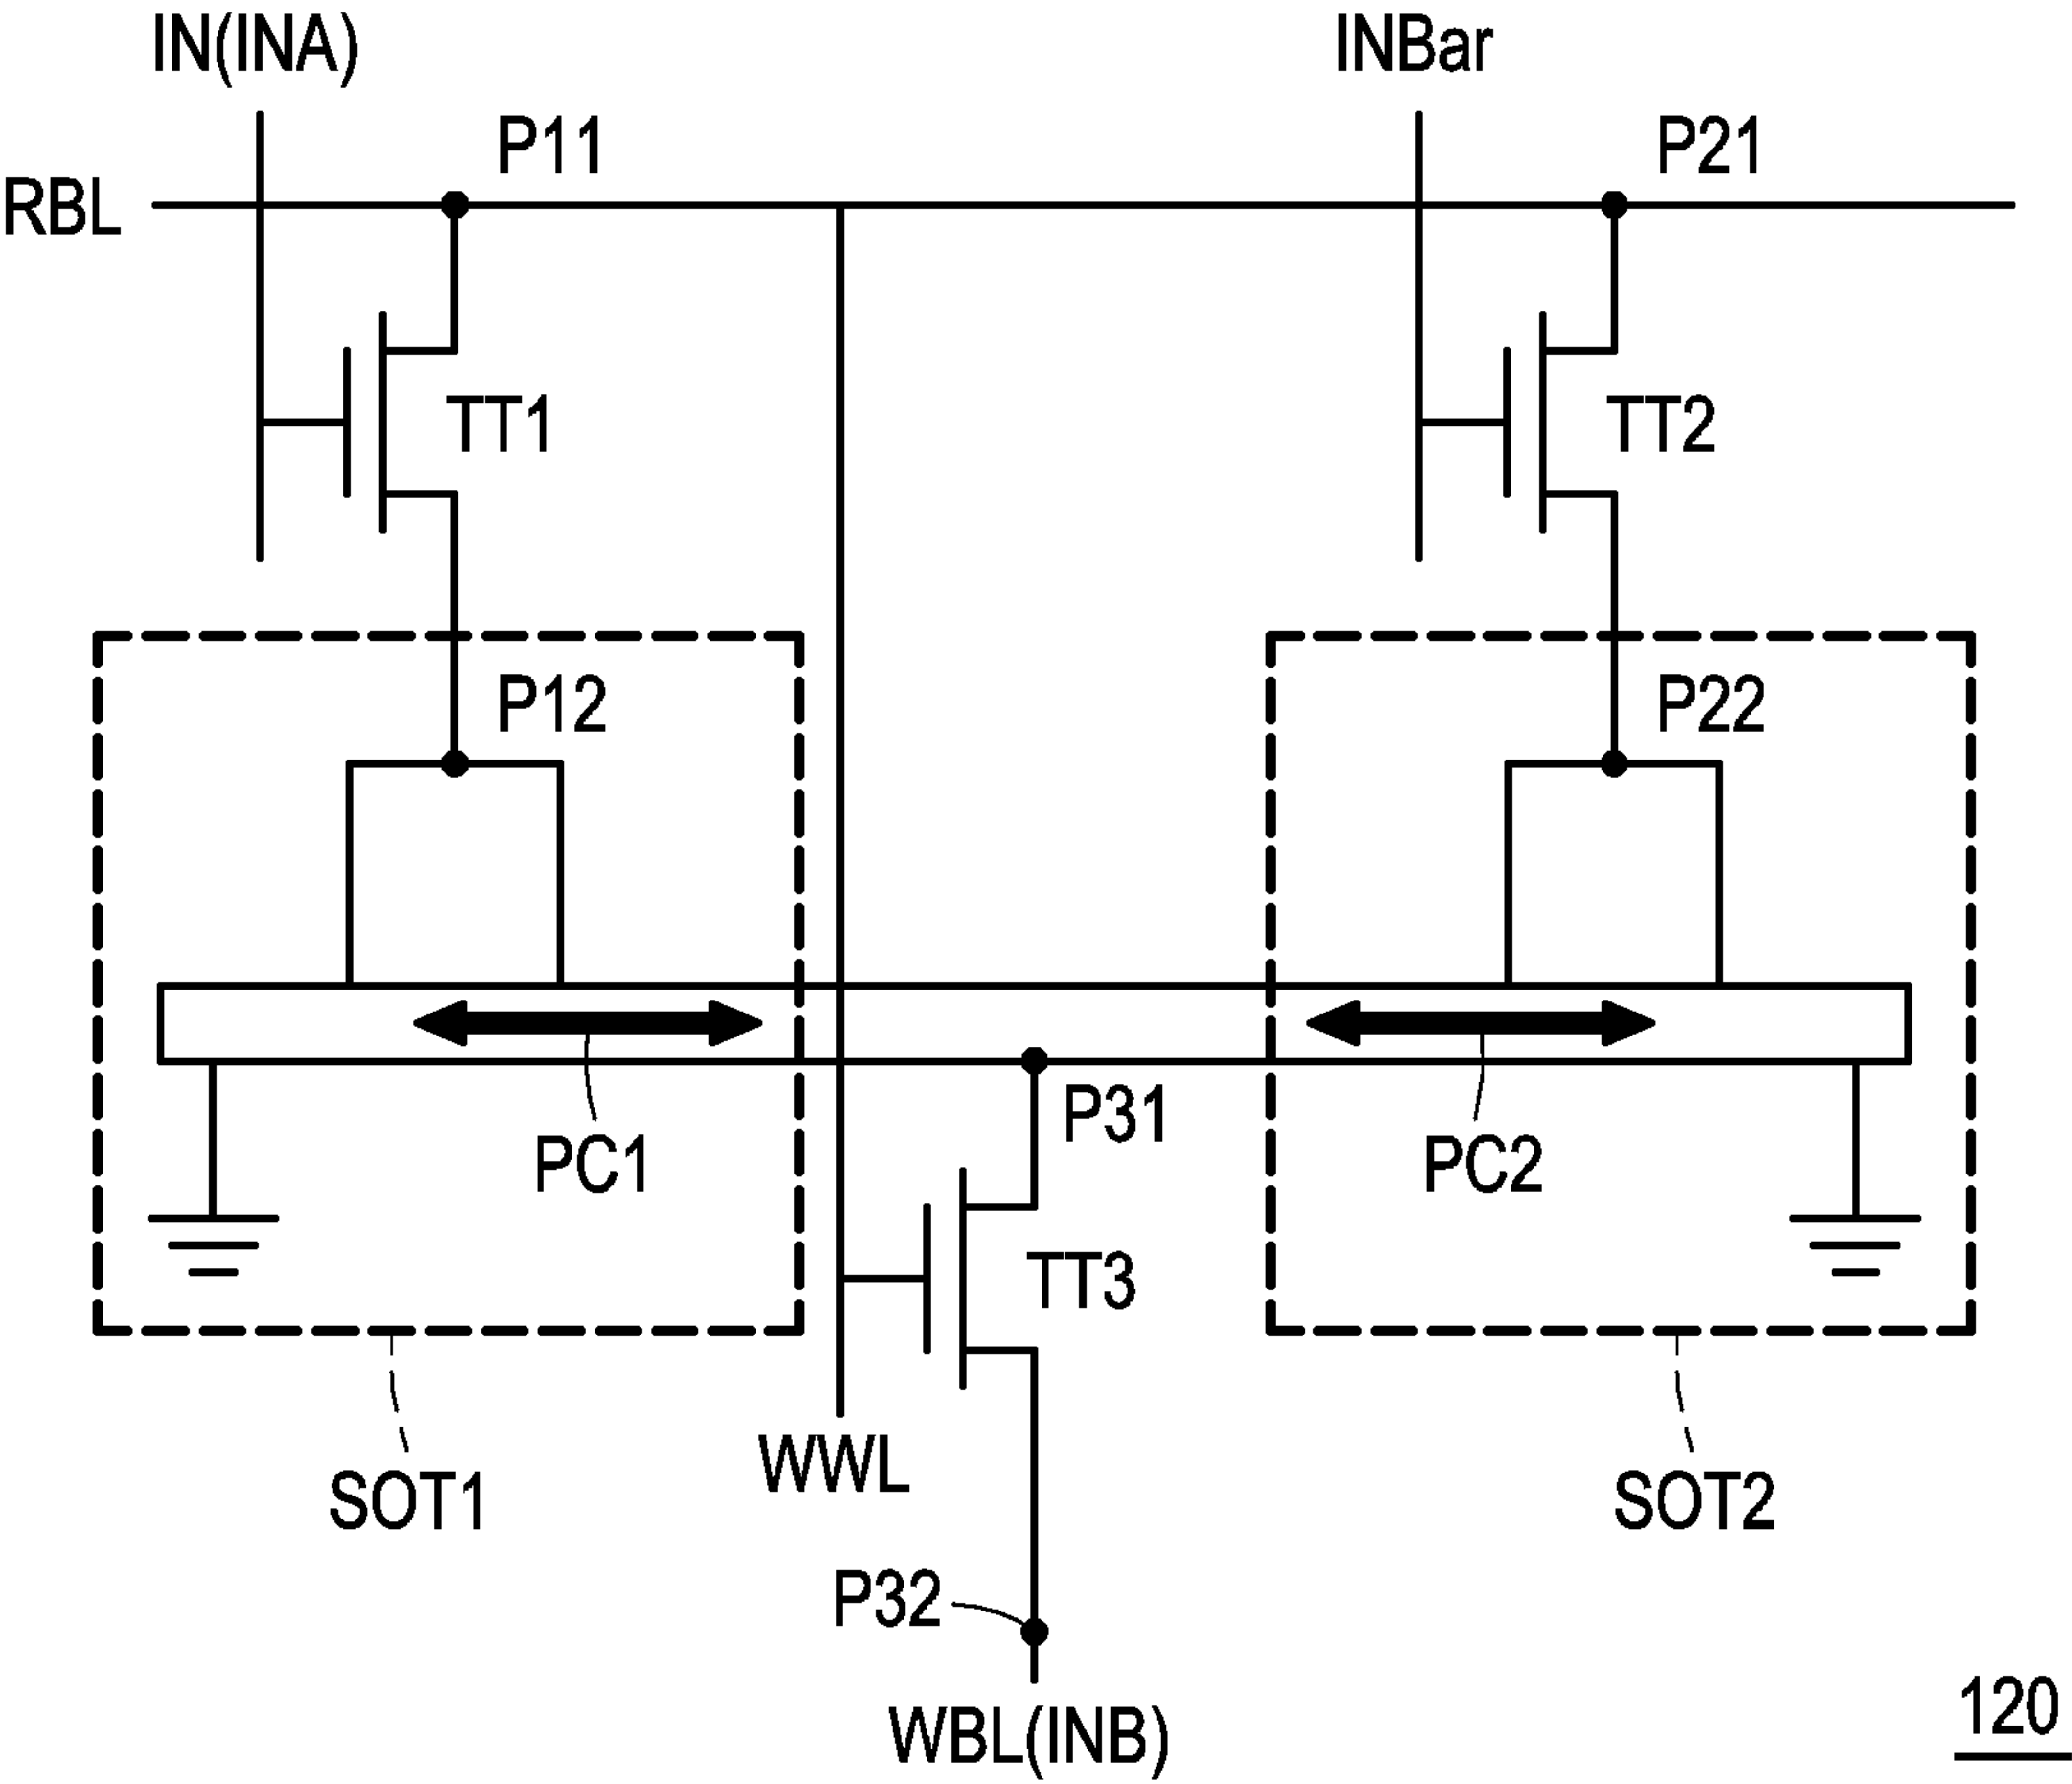 IN(INA)
INBar
P11
P21
RBL
TT1
TT2
P12
P22
P31
PC1
PC2
TT3
WWL
SOT1
SOT2
P32
WBL(INB)
120